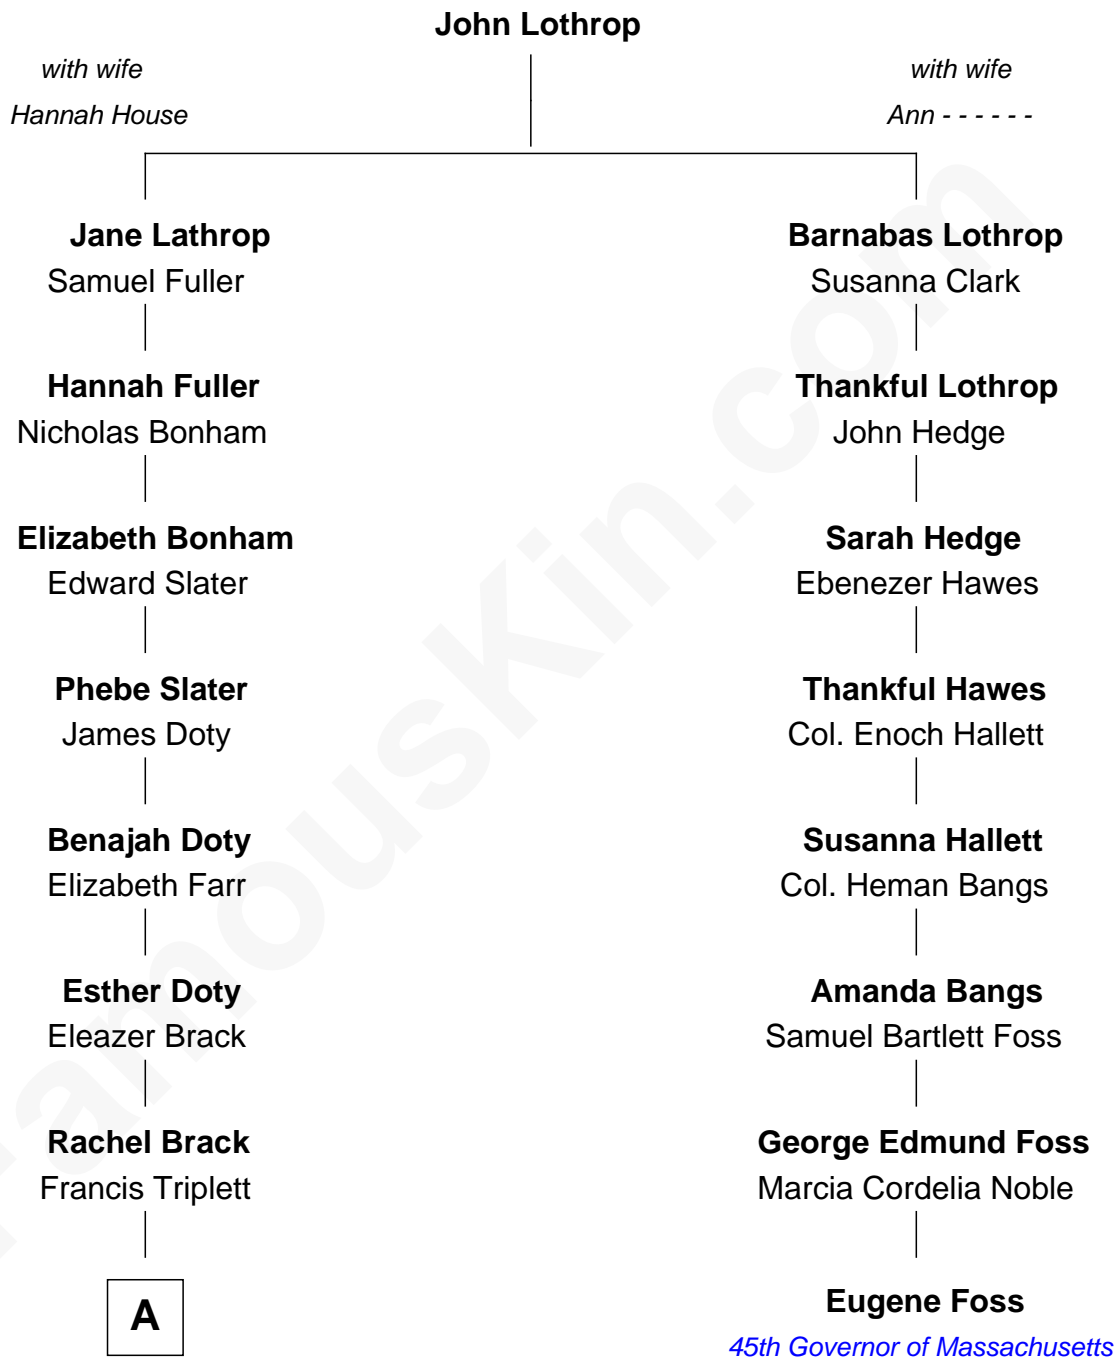 John Lothrop
with wife
Hannah House
with wife
Ann - - - - - -
Jane Lathrop
Samuel Fuller
Barnabas Lothrop
Susanna Clark
Hannah Fuller
Nicholas Bonham
Thankful Lothrop
John Hedge
Elizabeth Bonham
Edward Slater
Sarah Hedge
Ebenezer Hawes
Phebe Slater
James Doty
Thankful Hawes
Col. Enoch Hallett
Benajah Doty
Elizabeth Farr
Susanna Hallett
Col. Heman Bangs
Esther Doty
Eleazer Brack
Amanda Bangs
Samuel Bartlett Foss
Rachel Brack
Francis Triplett
George Edmund Foss
Marcia Cordelia Noble
A
Eugene Foss
45th Governor of Massachusetts
FamousKin.com